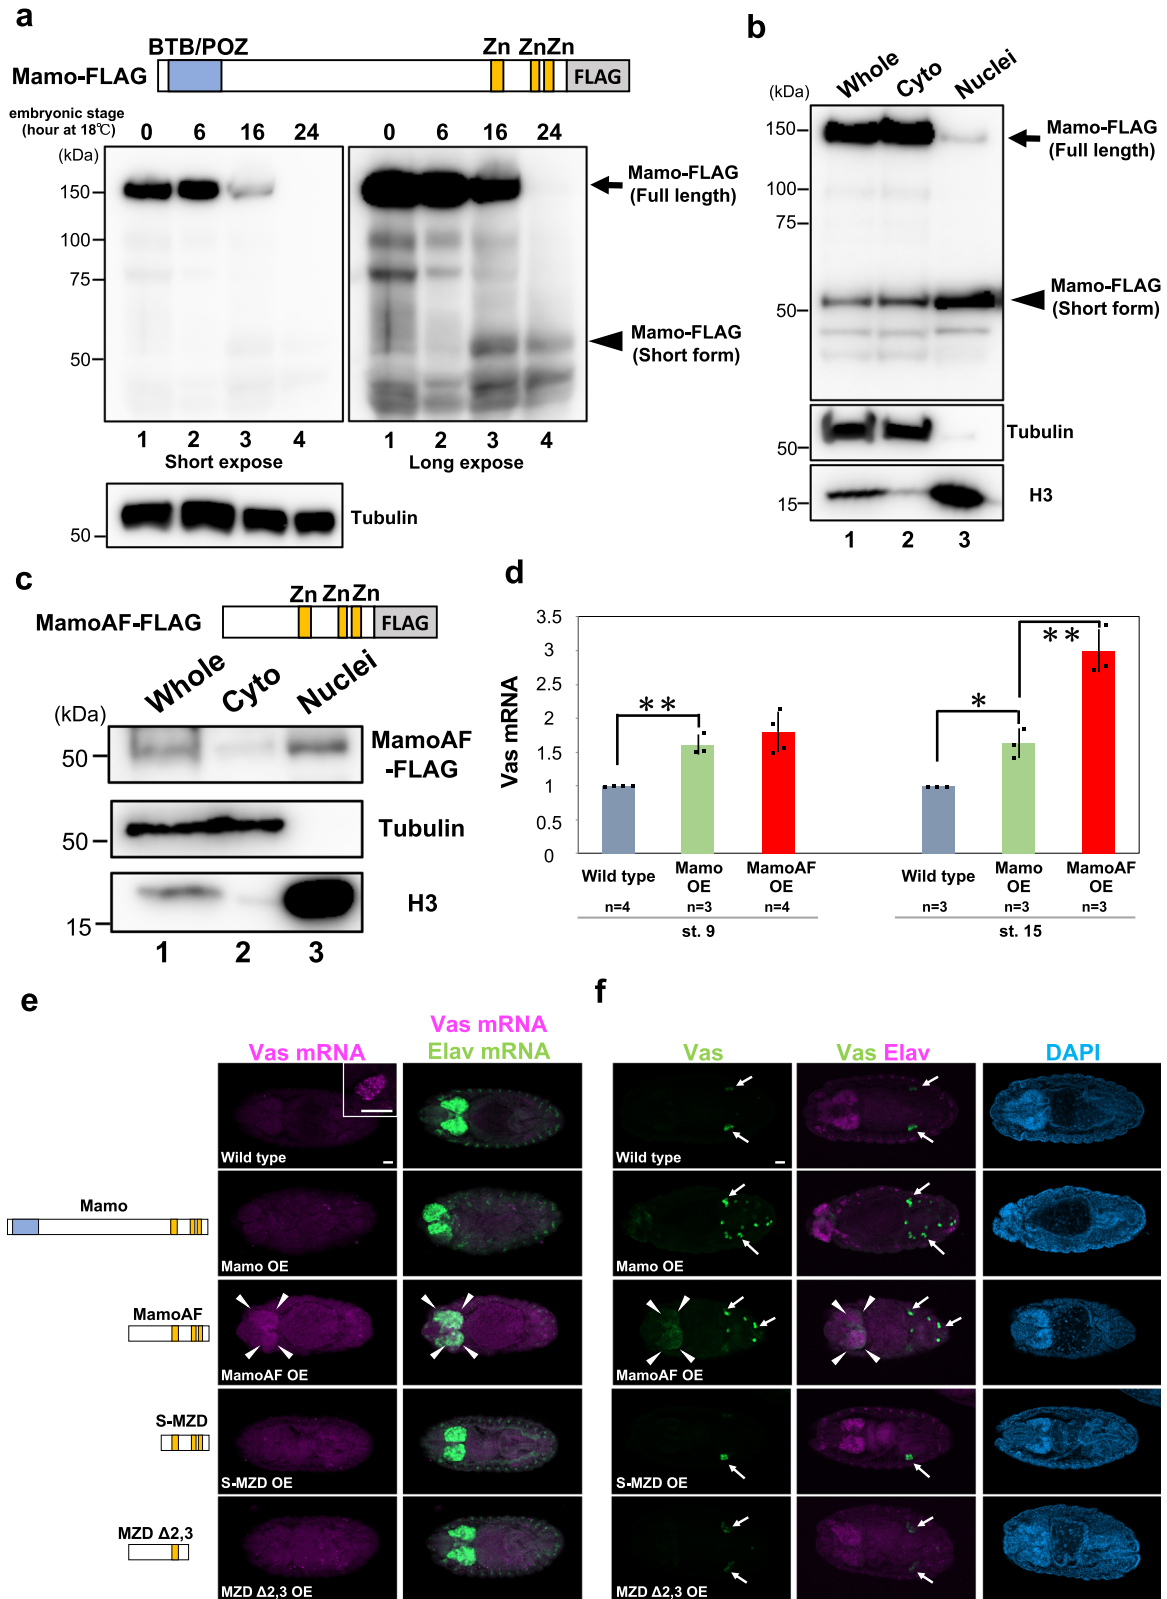 a
BTB/POZ
Zn
Zn
Zn
Mamo-FLAG
FLAG
embryonic stage
(hour at 18℃)
0 6 16 24
0 6 16 24
(kDa)
150
100
75
50
Mamo-FLAG
(Full length)
Mamo-FLAG
(Short form)
1 2 3 4
Short expose
1 2 3 4
Long expose
50
Tubulin
b
Whole Cyto Nuclei
(kDa)
150
100
75
50
Mamo-FLAG
(Full length)
Mamo-FLAG
(Short form)
50
Tubulin
15
H3
1 2 3
c
Zn Zn Zn
MamoAF-FLAG
FLAG
Whole Cyto Nuclei
(kDa)
50
MamoAF
-FLAG
50
Tubulin
15
H3
1 2 3
d
Vas mRNA
3.5
3
2.5
2
1.5
1
0.5
0
**
*
**
Wild type
Mamo
OE
MamoAF
OE
n=4 n=3 n=4
st. 9
Wild type
Mamo
OE
MamoAF
OE
n=3 n=3 n=3
st. 15
e
Vas mRNA
Vas mRNA
Elav mRNA
Wild type
Mamo
Mamo OE
MamoAF
MamoAF OE
S-MZD
S-MZD OE
MZD Δ2,3
MZD Δ2,3 OE
f
Vas
Vas Elav
DAPI
Wild type
Mamo OE
MamoAF OE
S-MZD OE
MZD Δ2,3 OE